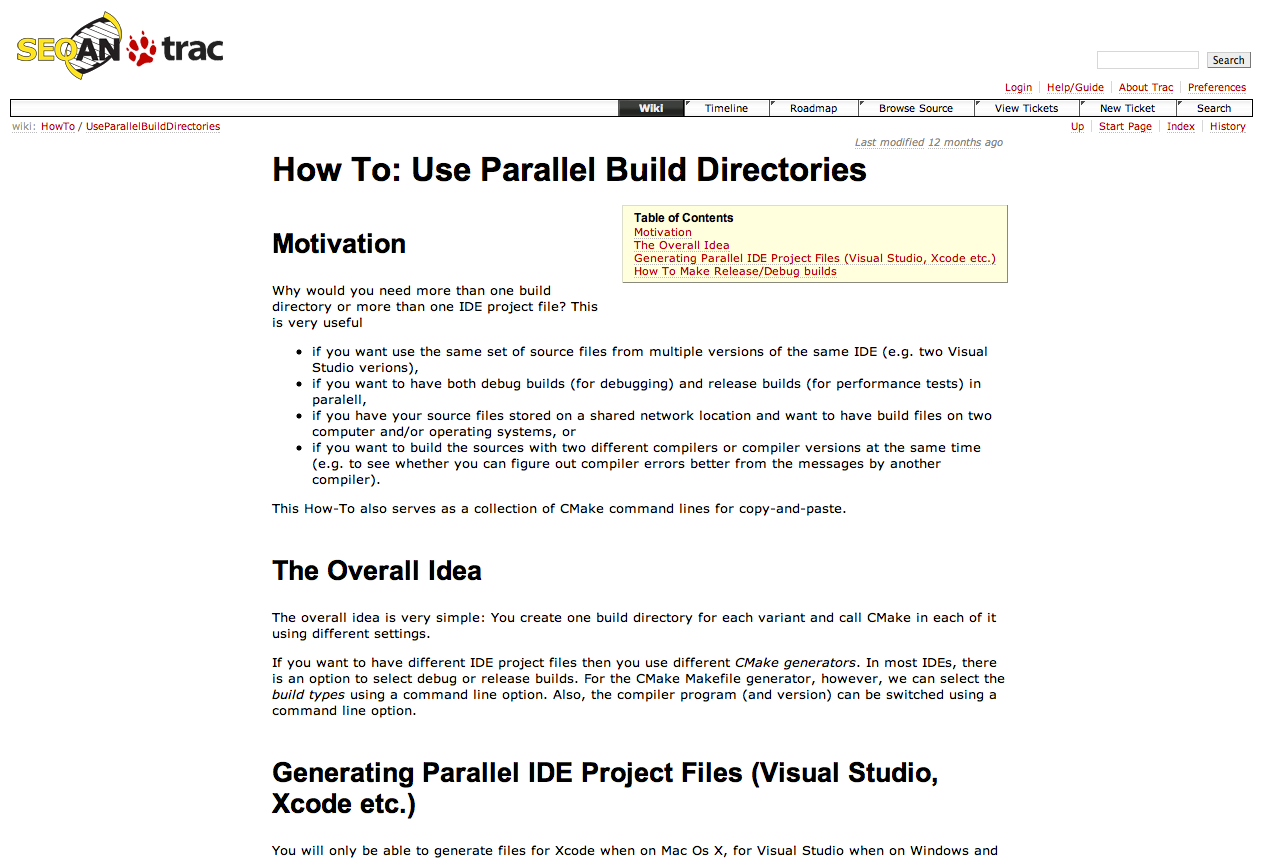 SEQAN trac
Search
Login Help/Guide About Trac Preferences
Wiki Timeline Roadmap Browse Source View Tickets New Ticket Search
wiki: HowTo / UseParallelBuildDirectories
Up Start Page Index History
Last modified 12 months ago
How To: Use Parallel Build Directories
Table of Contents
Motivation
The Overall Idea
Generating Parallel IDE Project Files (Visual Studio, Xcode etc.)
How To Make Release/Debug builds
Motivation
Why would you need more than one build
directory or more than one IDE project file? This
is very useful
• if you want use the same set of source files from multiple versions of the same IDE (e.g. two Visual
Studio verions),
• if you want to have both debug builds (for debugging) and release builds (for performance tests) in
paralell,
• if you have your source files stored on a shared network location and want to have build files on two
computer and/or operating systems, or
• if you want to build the sources with two different compilers or compiler versions at the same time
(e.g. to see whether you can figure out compiler errors better from the messages by another
compiler).
This How-To also serves as a collection of CMake command lines for copy-and-paste.
The Overall Idea
The overall idea is very simple: You create one build directory for each variant and call CMake in each of it
using different settings.
If you want to have different IDE project files then you use different CMake generators. In most IDEs, there
is an option to select debug or release builds. For the CMake Makefile generator, however, we can select the
build types using a command line option. Also, the compiler program (and version) can be switched using a
command line option.
Generating Parallel IDE Project Files (Visual Studio,
Xcode etc.)
You will only be able to generate files for Xcode when on Mac Os X, for Visual Studio when on Windows and